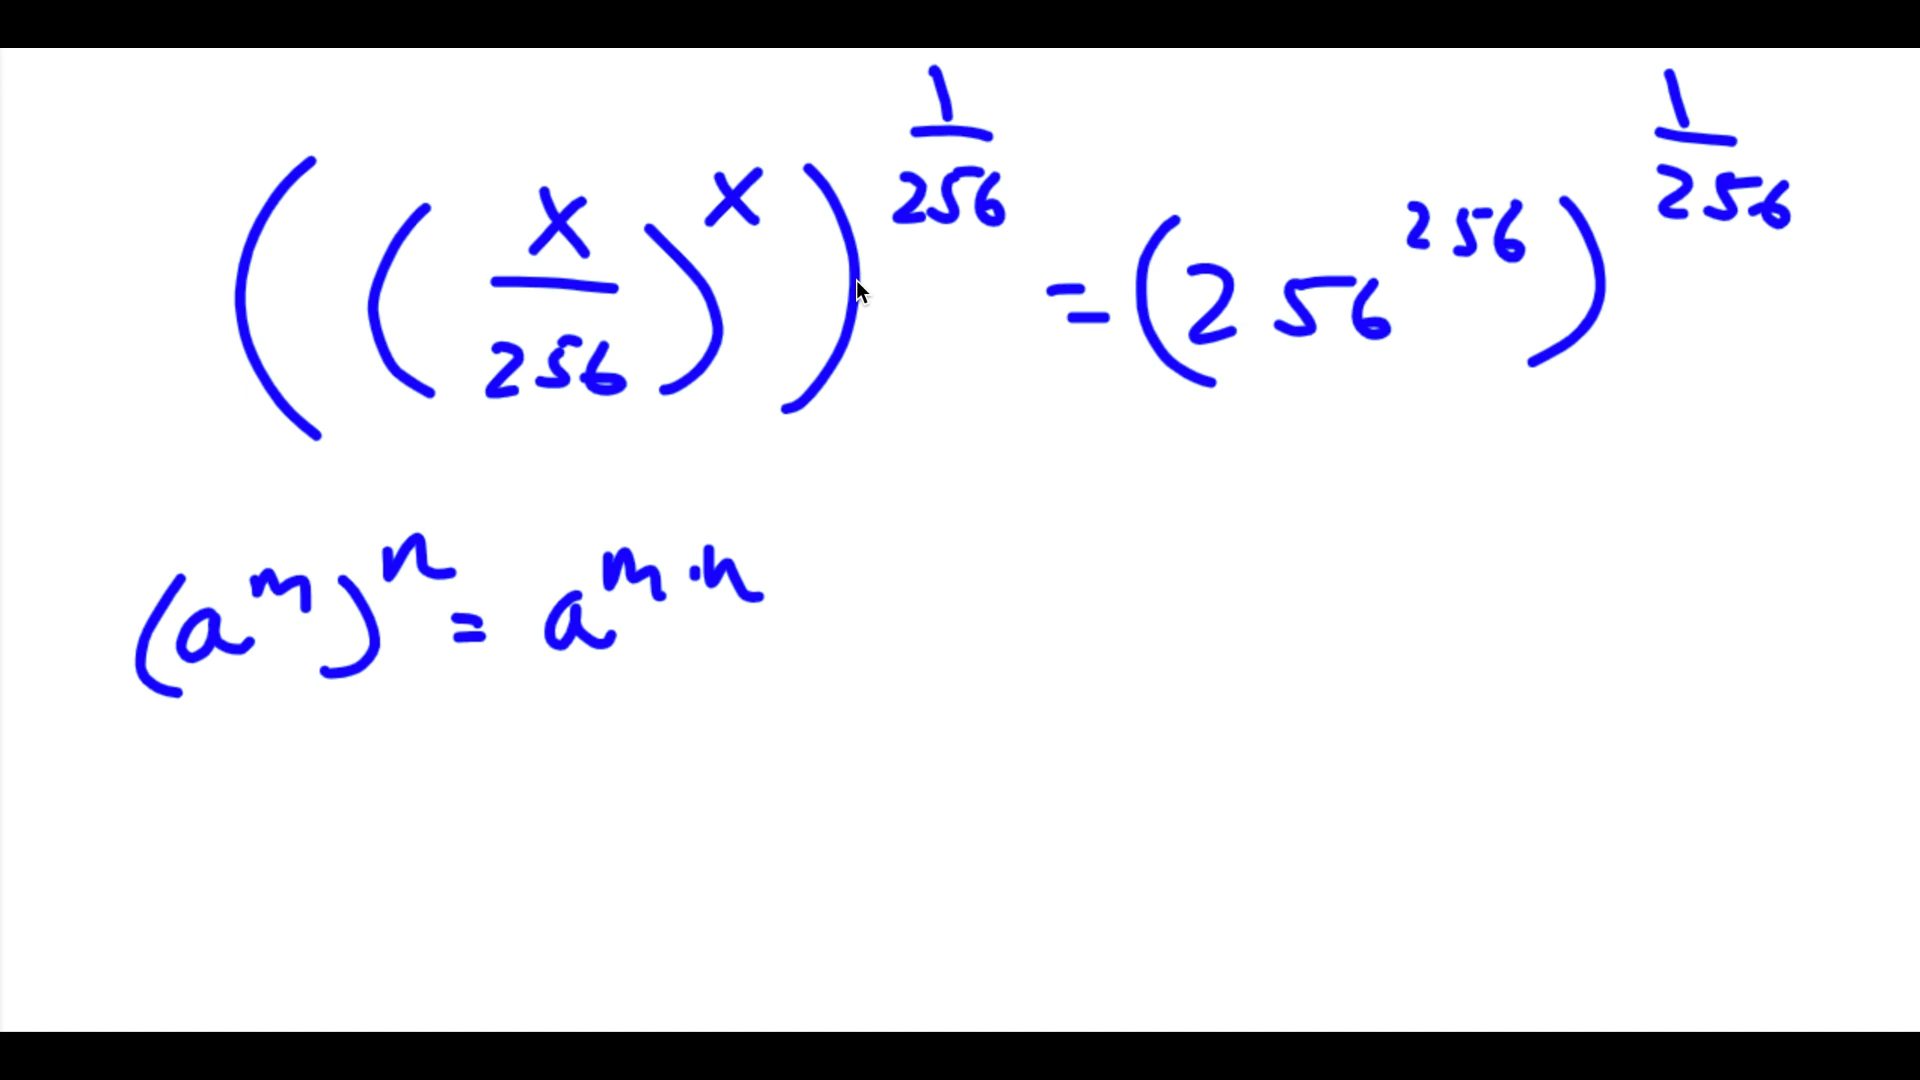 ((x/256)^x)^(1/256) = (256^256)^(1/256)
(a^m)^n = a^(m·n)